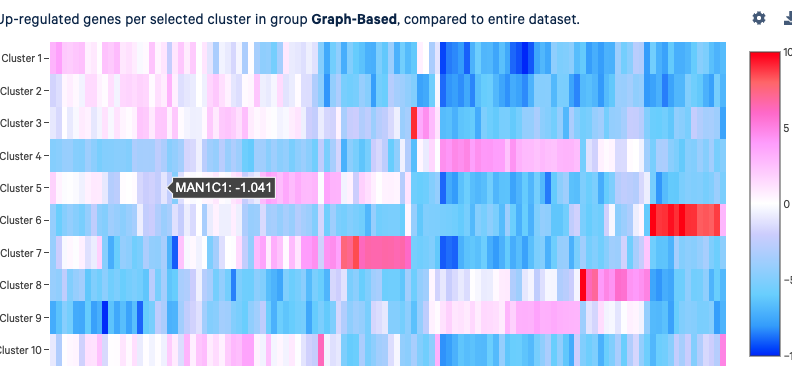 Up-regulated genes per selected cluster in group Graph-Based, compared to entire dataset.
Cluster 1
Cluster 2
Cluster 3
Cluster 4
Cluster 5
Cluster 6
Cluster 7
Cluster 8
Cluster 9
Cluster 10
MAN1C1: -1.041
10
5
0
-5